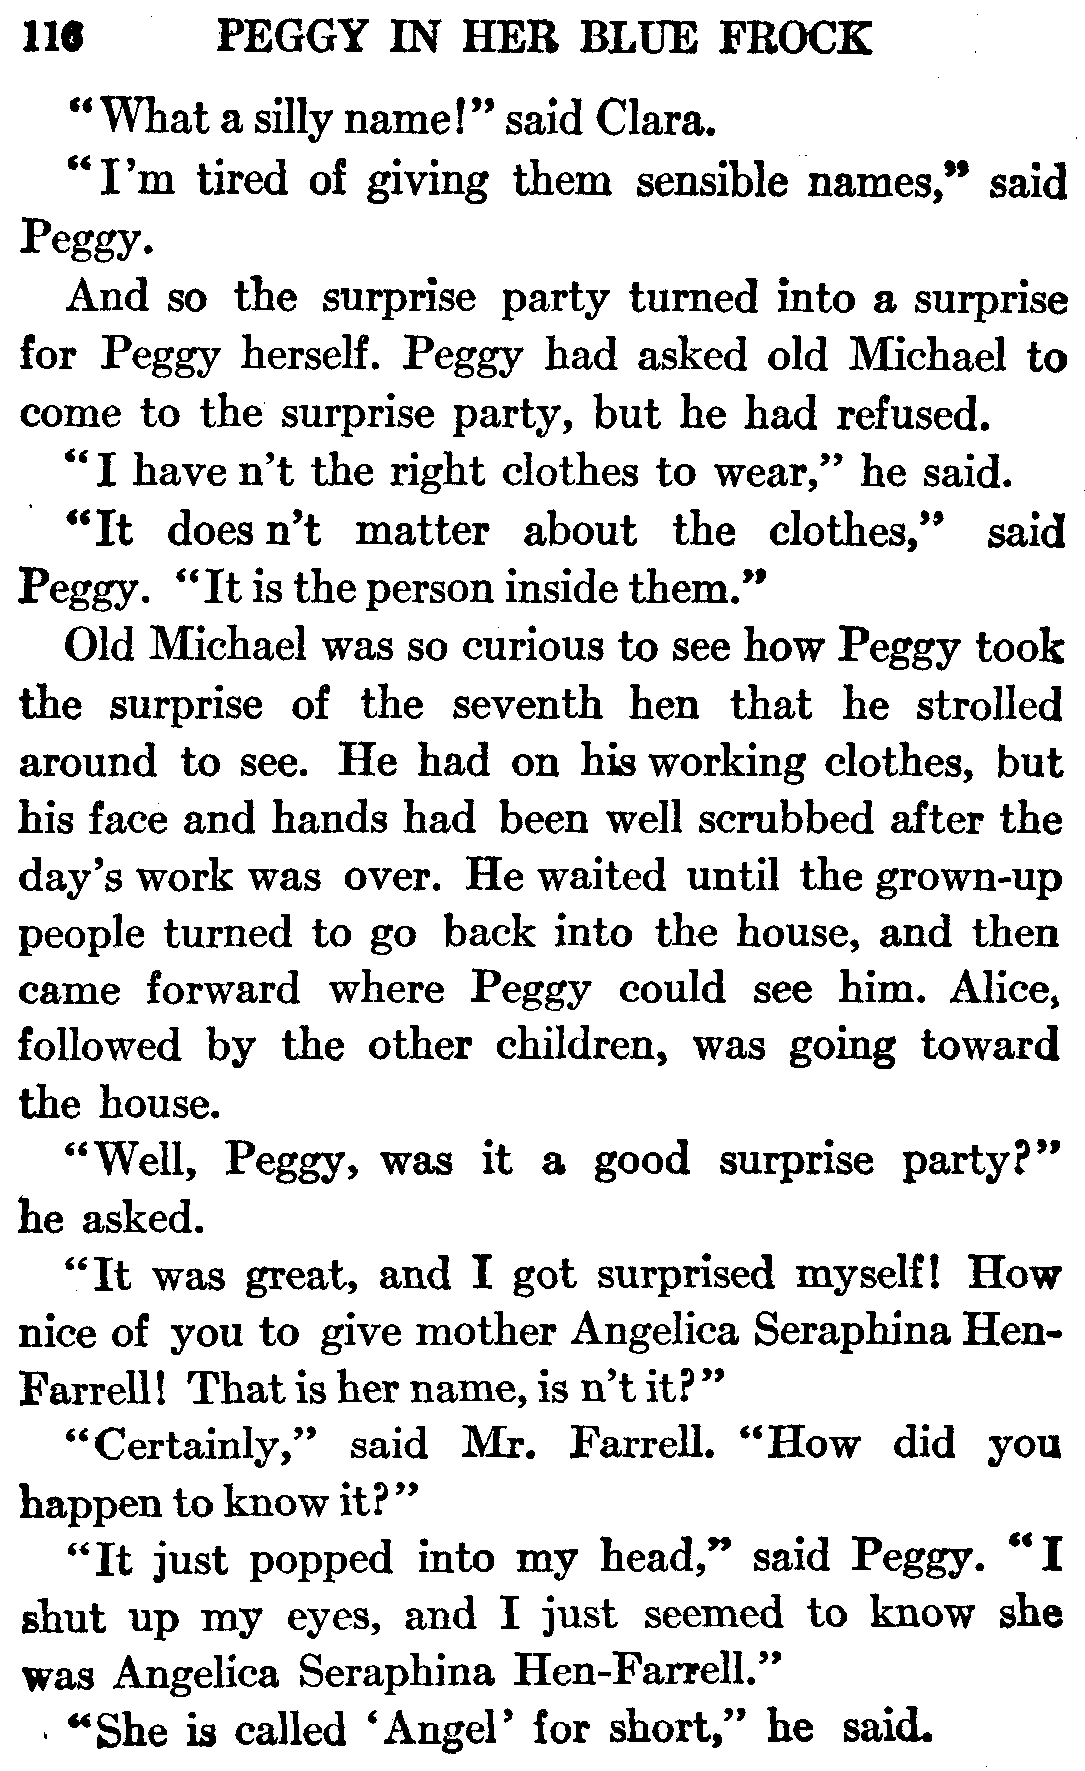 116 PEGGY IN HER BLUE FROCK
"What a silly name!" said Clara.
"I'm tired of giving them sensible names," said
Peggy.
And so the surprise party turned into a surprise
for Peggy herself. Peggy had asked old Michael to
come to the surprise party, but he had refused.
"I have n't the right clothes to wear," he said.
"It does n't matter about the clothes," said
Peggy. "It is the person inside them."
Old Michael was so curious to see how Peggy took
the surprise of the seventh hen that he strolled
around to see. He had on his working clothes, but
his face and hands had been well scrubbed after the
day's work was over. He waited until the grown-up
people turned to go back into the house, and then
came forward where Peggy could see him. Alice,
followed by the other children, was going toward
the house.
"Well, Peggy, was it a good surprise party?"
he asked.
"It was great, and I got surprised myself! How
nice of you to give mother Angelica Seraphina Hen-
Farrell! That is her name, is n't it?"
"Certainly," said Mr. Farrell. "How did you
happen to know it?"
"It just popped into my head," said Peggy. "I
shut up my eyes, and I just seemed to know she
was Angelica Seraphina Hen-Farrell."
"She is called 'Angel' for short," he said.